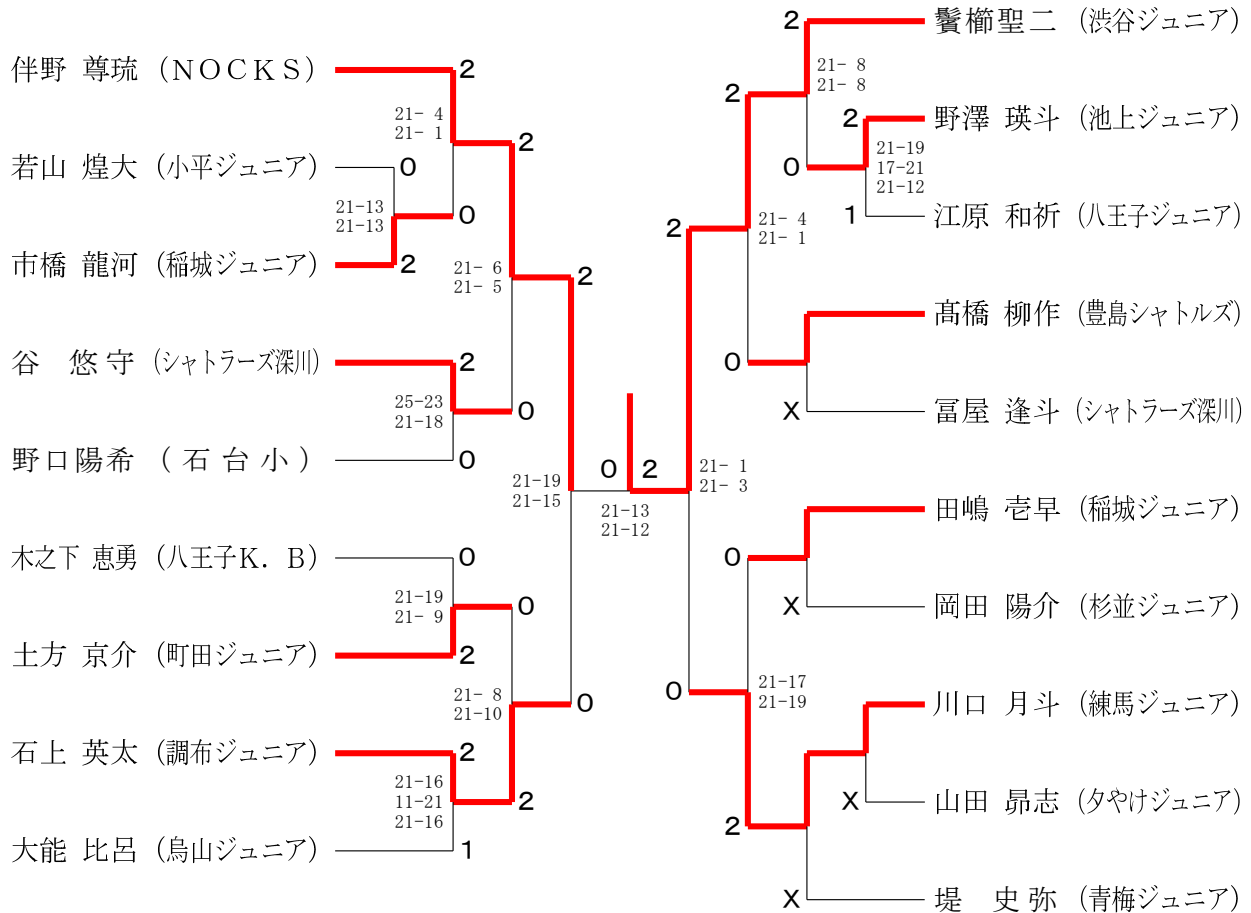 伴野 尊琉 (NOCKS)
2
21- 4
21- 1
2
若山 煌大 (小平ジュニア)
0
21-13
21-13
0
市橋 龍河 (稲城ジュニア)
2
21- 6
21- 5
2
谷 悠守 (シャトラーズ深川)
2
25-23
21-18
0
野口陽希 (石台小)
0
21-19
21-15
木之下 恵勇 (八王子K．B)
0
21-19
21- 9
0
土方 京介 (町田ジュニア)
2
21- 8
21-10
0
石上 英太 (調布ジュニア)
2
21-16
11-21
21-16
2
大能 比呂 (烏山ジュニア)
1
0 2
21-13
21-12
2
鬢櫛聖二 (渋谷ジュニア)
21- 8
21- 8
2
2
野澤 瑛斗 (池上ジュニア)
21-19
17-21
21-12
0
1
江原 和祈 (八王子ジュニア)
21- 4
21- 1
2
髙橋 柳作 (豊島シャトルズ)
0
X
冨屋 逢斗 (シャトラーズ深川)
21- 1
21- 3
田嶋 壱早 (稲城ジュニア)
0
X
岡田 陽介 (杉並ジュニア)
21-17
21-19
0
川口 月斗 (練馬ジュニア)
X
山田 昴志 (夕やけジュニア)
2
X
堤 史弥 (青梅ジュニア)